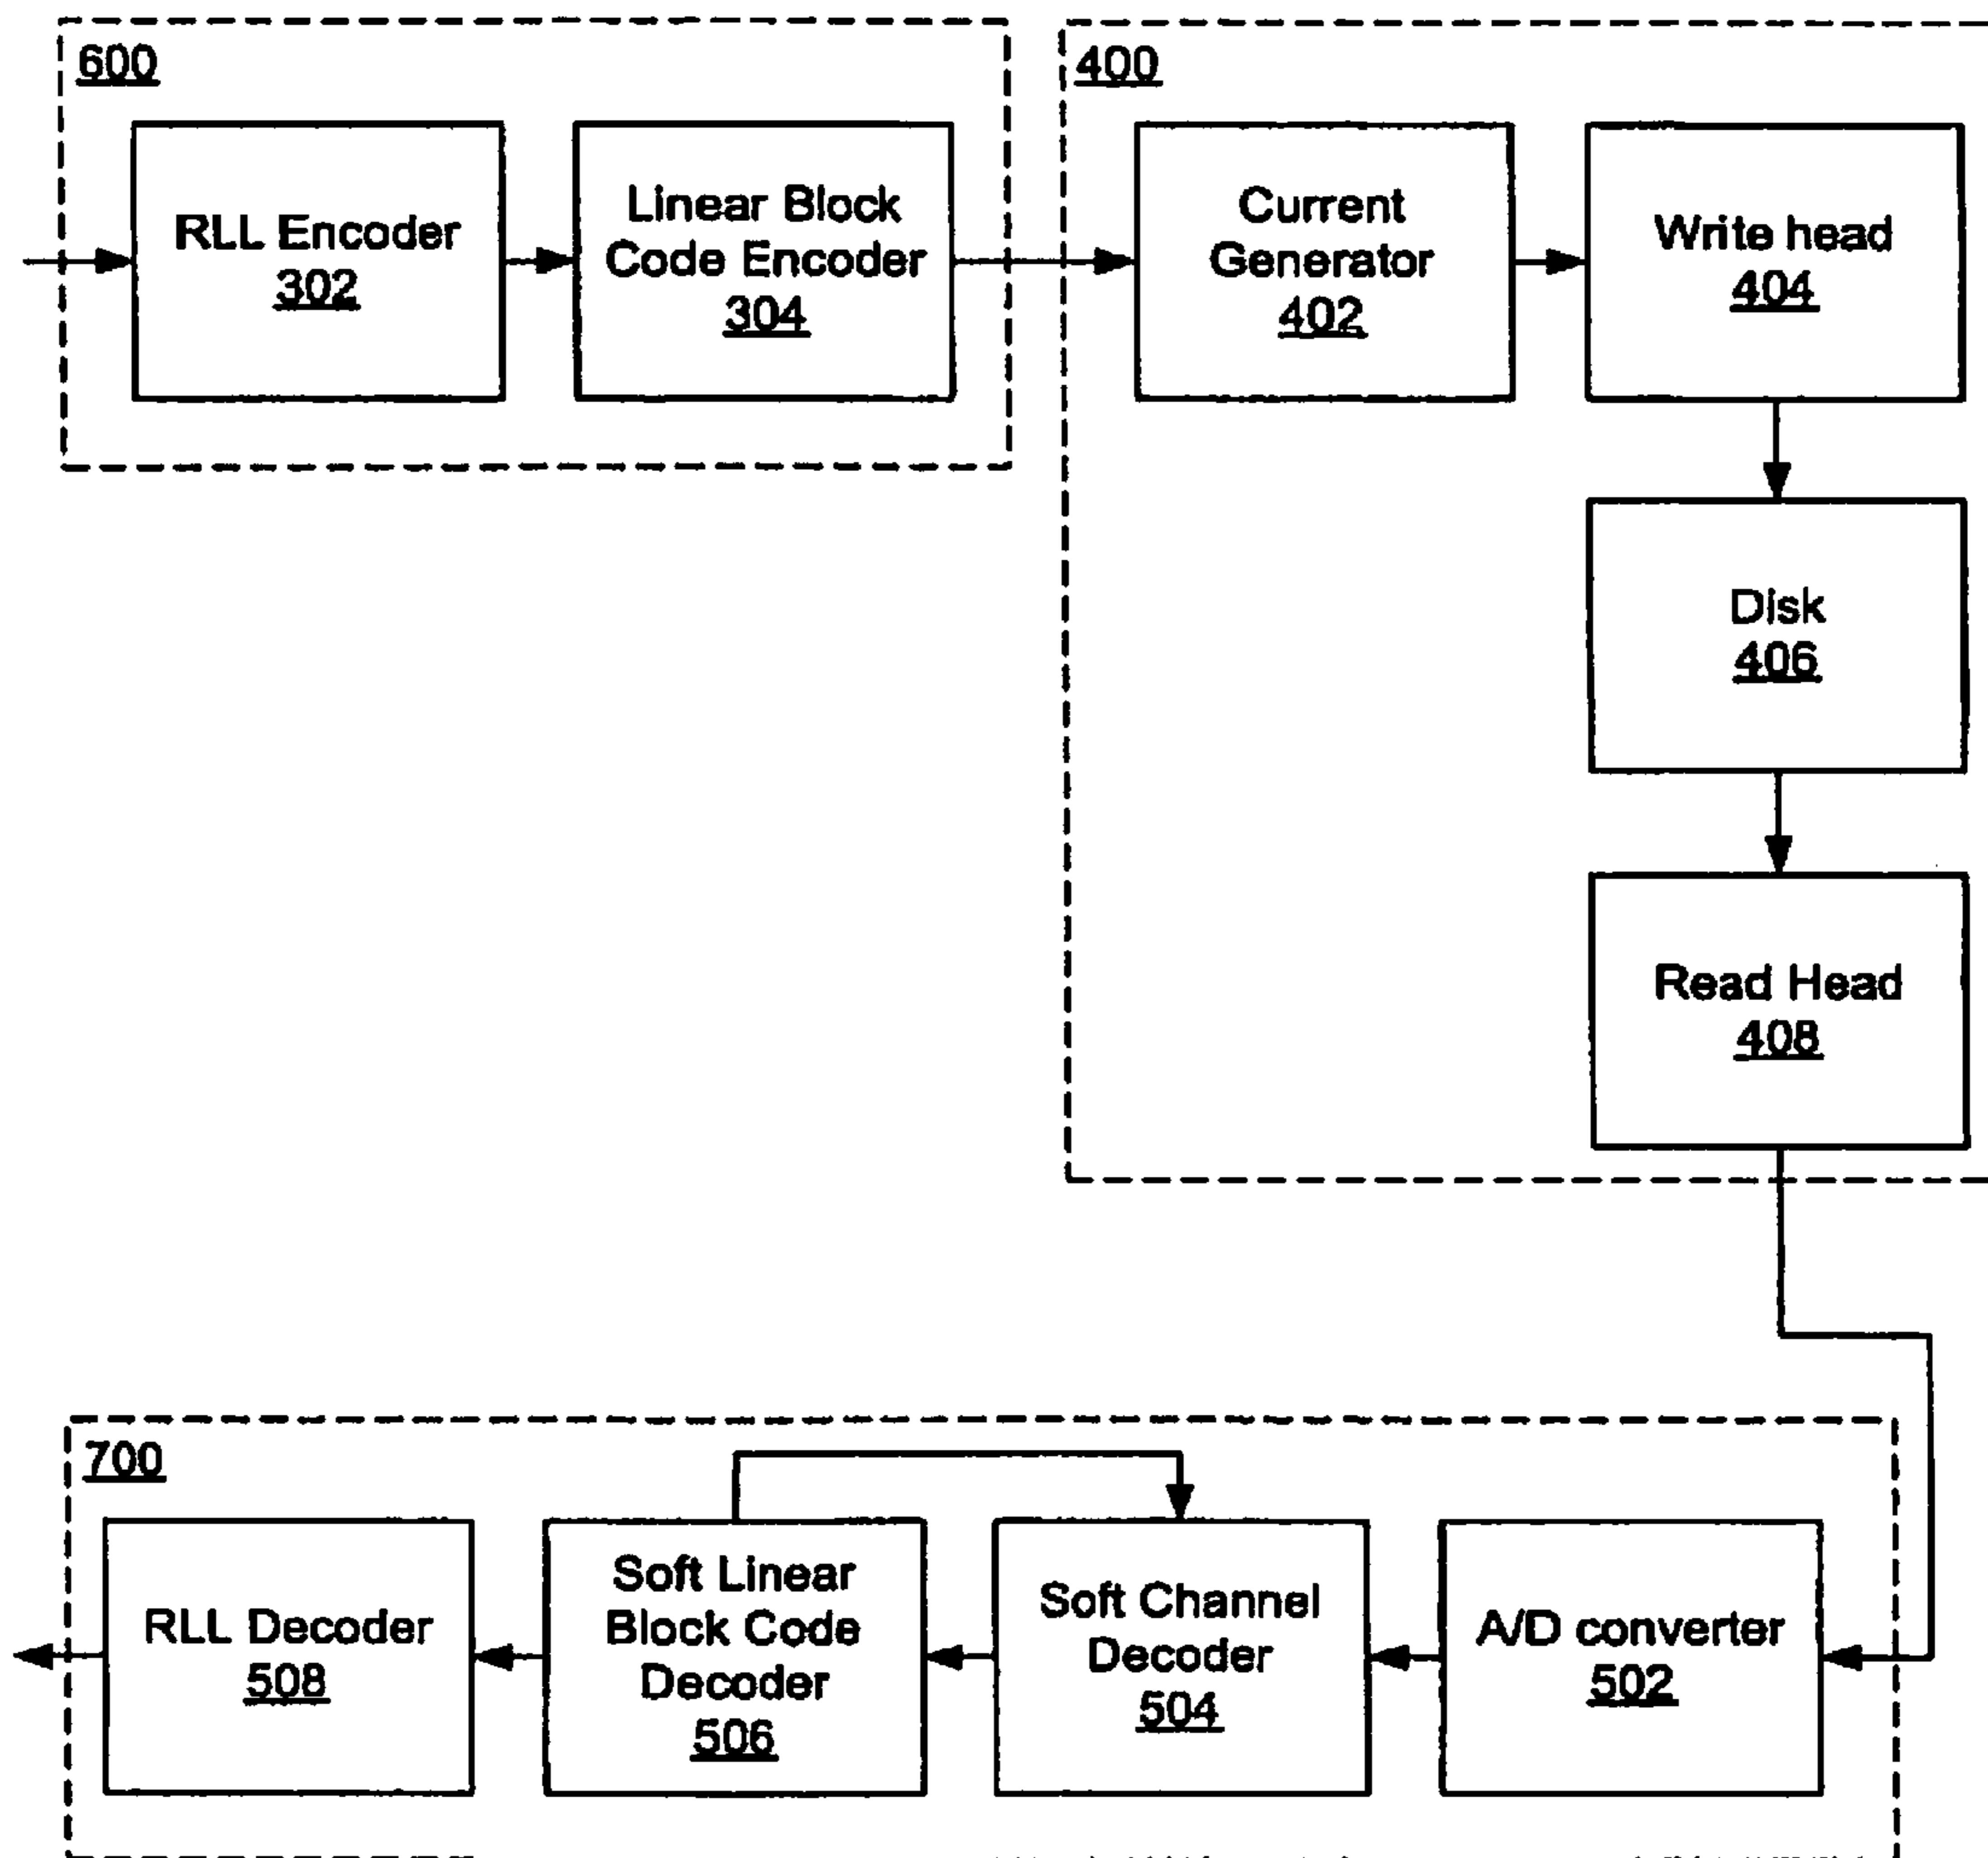 600
RLL Encoder
302
Linear Block
Code Encoder
304
400
Current
Generator
402
Write head
404
Disk
406
Read Head
408
700
RLL Decoder
508
Soft Linear
Block Code
Decoder
506
Soft Channel
Decoder
504
A/D converter
502